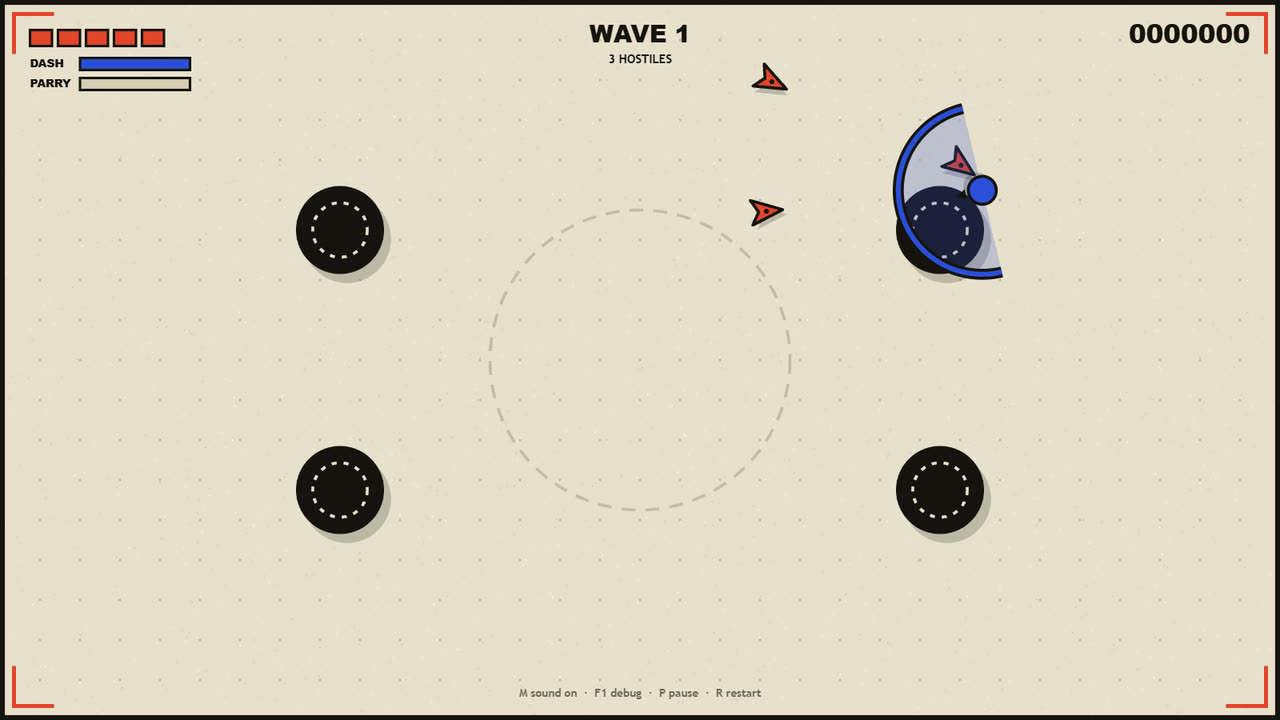 WAVE 1
0000000
3 HOSTILES
DASH
PARRY
M sound on · F1 debug · P pause · R restart